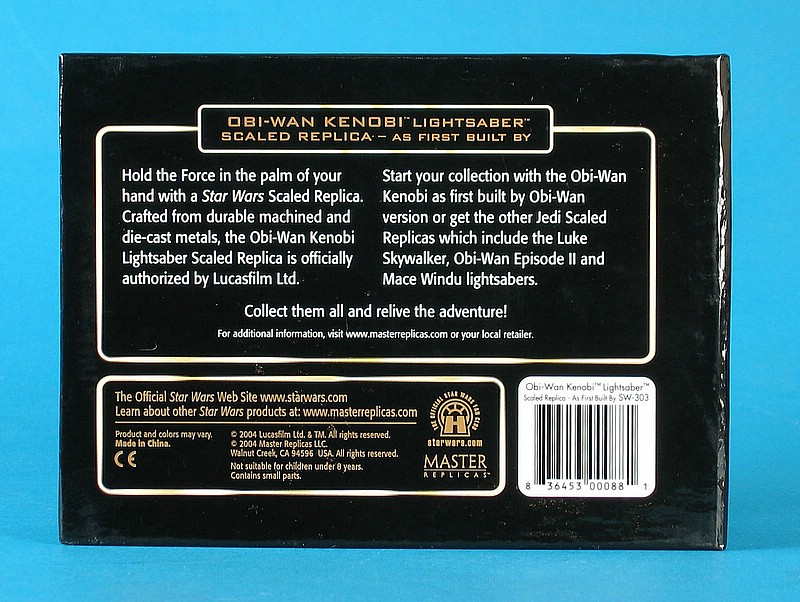 OBI-WAN KENOBI™ LIGHTSABER™
SCALED REPLICA - AS FIRST BUILT BY
Hold the Force in the palm of your
hand with a Star Wars Scaled Replica.
Crafted from durable machined and
die-cast metals, the Obi-Wan Kenobi
Lightsaber Scaled Replica is officially
authorized by Lucasfilm Ltd.
Start your collection with the Obi-Wan
Kenobi as first built by Obi-Wan
version or get the other Jedi Scaled
Replicas which include the Luke
Skywalker, Obi-Wan Episode II and
Mace Windu lightsabers.
Collect them all and relive the adventure!
For additional information, visit www.masterreplicas.com or your local retailer.
The Official Star Wars Web Site www.starwars.com
Learn about other Star Wars products at: www.masterreplicas.com
Product and colors may vary.
Made in China.
CE
© 2004 Lucasfilm Ltd. & TM. All rights reserved.
© 2004 Master Replicas LLC.
Walnut Creek, CA 94596 USA. All rights reserved.
Not suitable for children under 8 years.
Contains small parts.
THE OFFICIAL STAR WARS FAN CLUB
starwars.com
MASTER
REPLICAS™
Obi-Wan Kenobi™ Lightsaber™
Scaled Replica - As First Built By SW-303
8 36453 00088 1